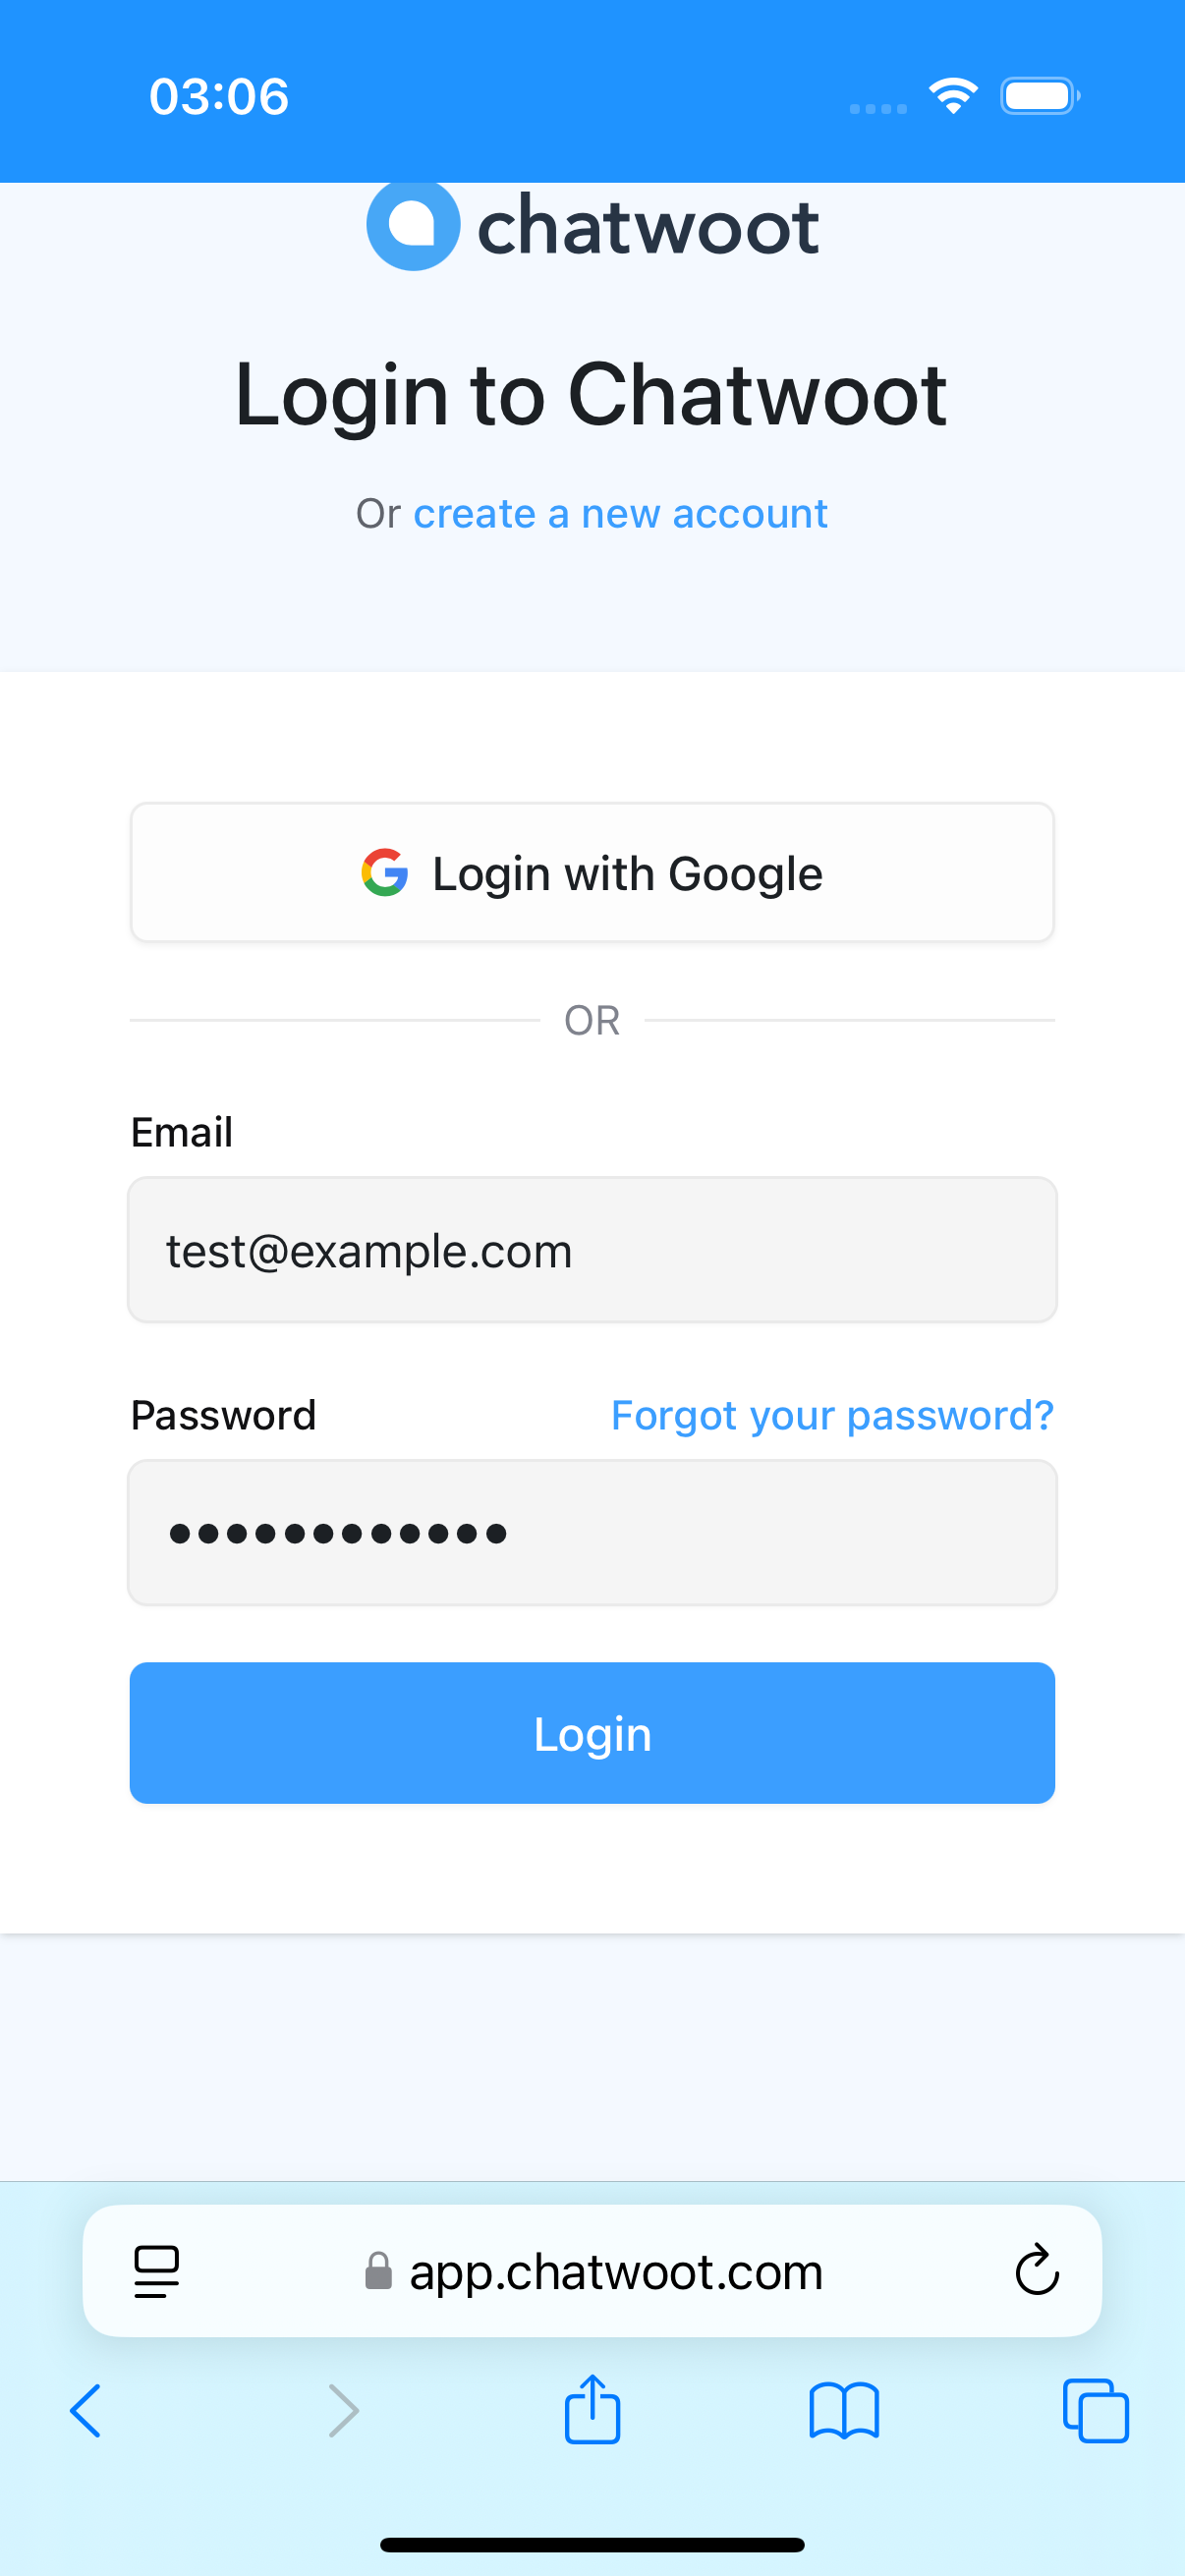 03:06
chatwoot
Login to Chatwoot
Or create a new account
Login with Google
OR
Email
test@example.com
Password Forgot your password?
••••••••••••
Login
app.chatwoot.com